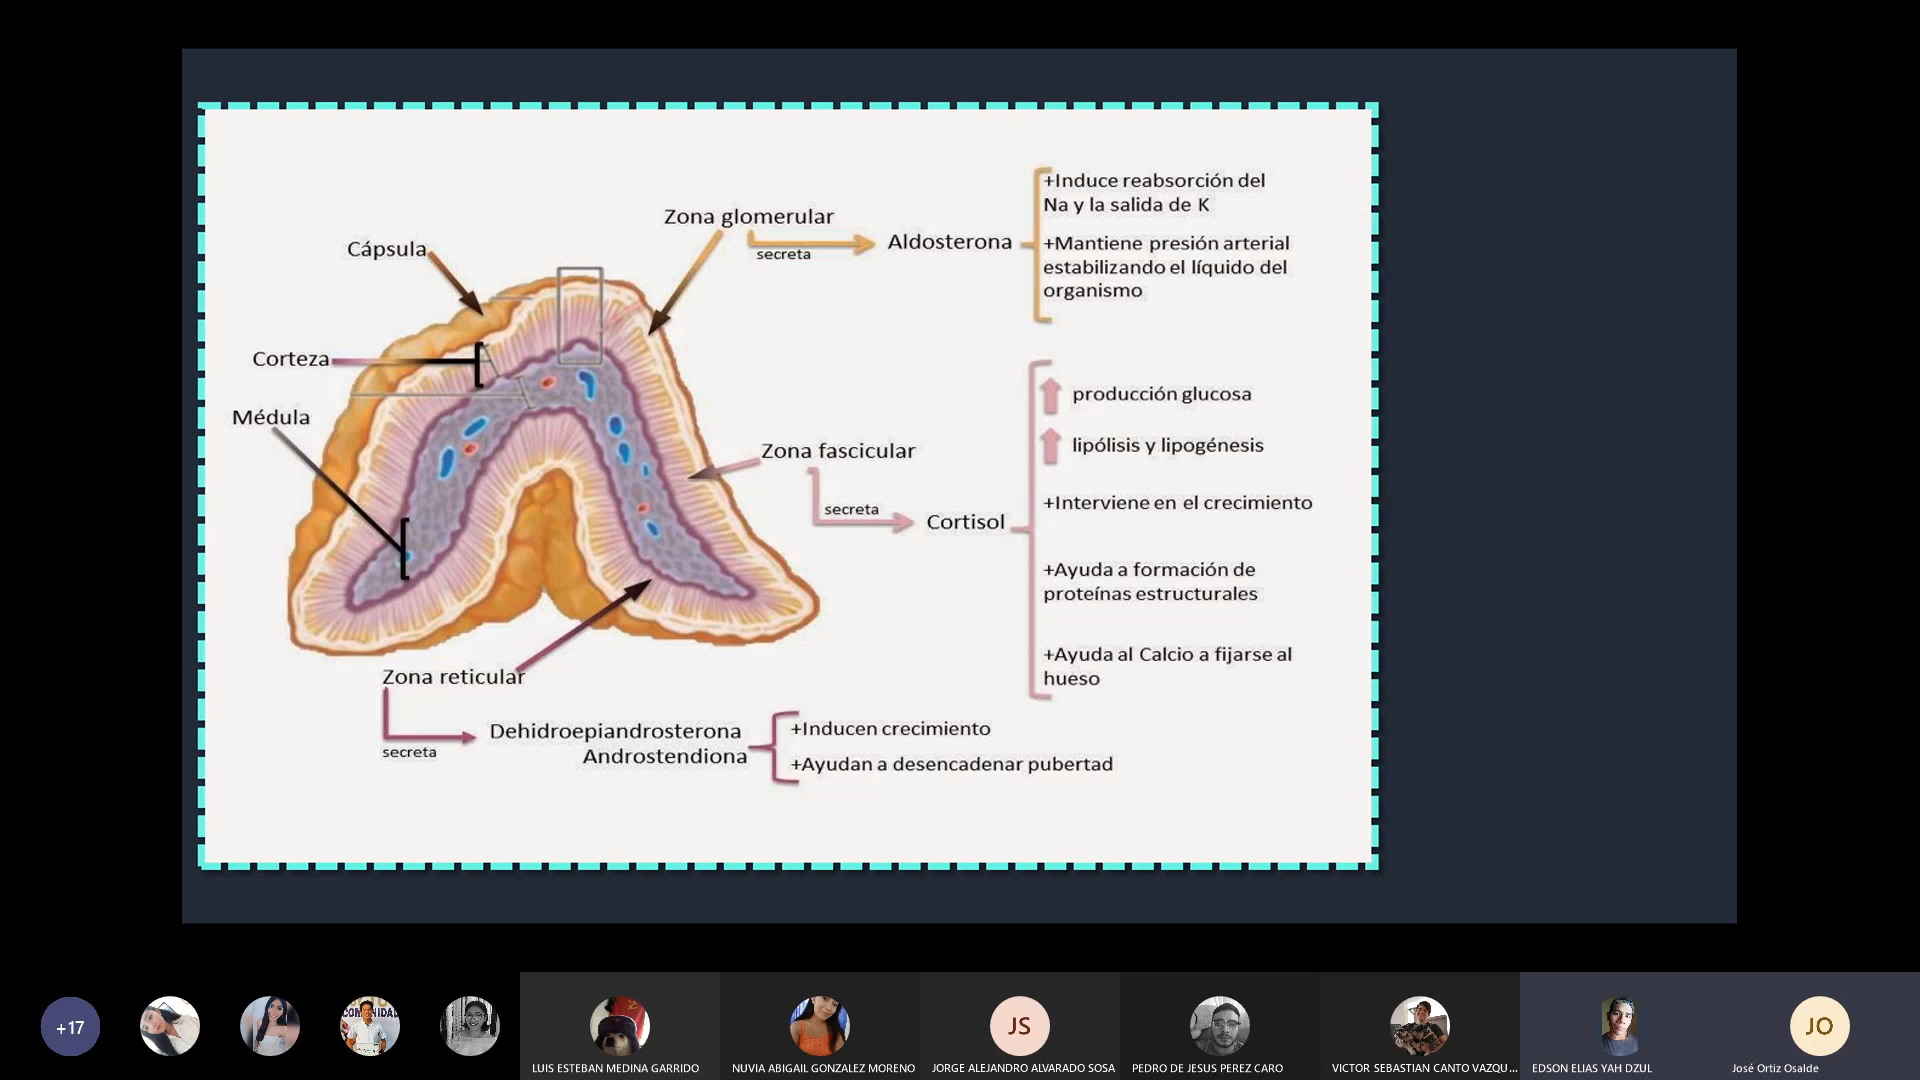 Zona glomerular
secreta
Aldosterona
+Induce reabsorción del
Na y la salida de K
+Mantiene presión arterial
estabilizando el líquido del
organismo
Cápsula
Corteza
Médula
Zona fascicular
secreta
Cortisol
producción glucosa
lipólisis y lipogénesis
+Interviene en el crecimiento
+Ayuda a formación de
proteínas estructurales
+Ayuda al Calcio a fijarse al
hueso
Zona reticular
secreta
Dehidroepiandrosterona
Androstendiona
+Inducen crecimiento
+Ayudan a desencadenar pubertad
+17
JS
JO
LUIS ESTEBAN MEDINA GARRIDO
NUVIA ABIGAIL GONZALEZ MORENO
JORGE ALEJANDRO ALVARADO SOSA
PEDRO DE JESUS PEREZ CARO
VICTOR SEBASTIAN CANTO VAZQU...
EDSON ELIAS YAH DZUL
José Ortiz Osalde